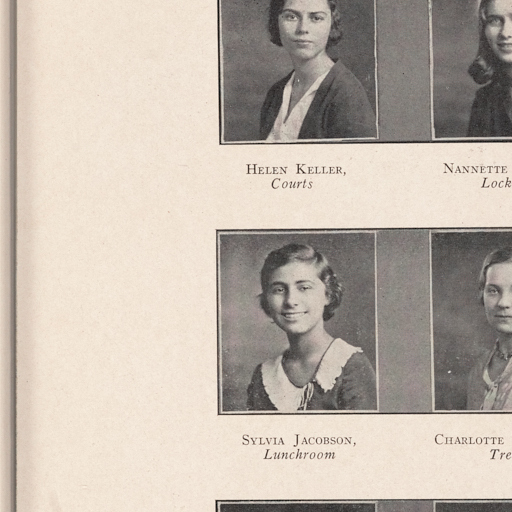 Helen Keller,
Courts
Nannette
Lock
Sylvia Jacobson,
Lunchroom
Charlotte
Tre